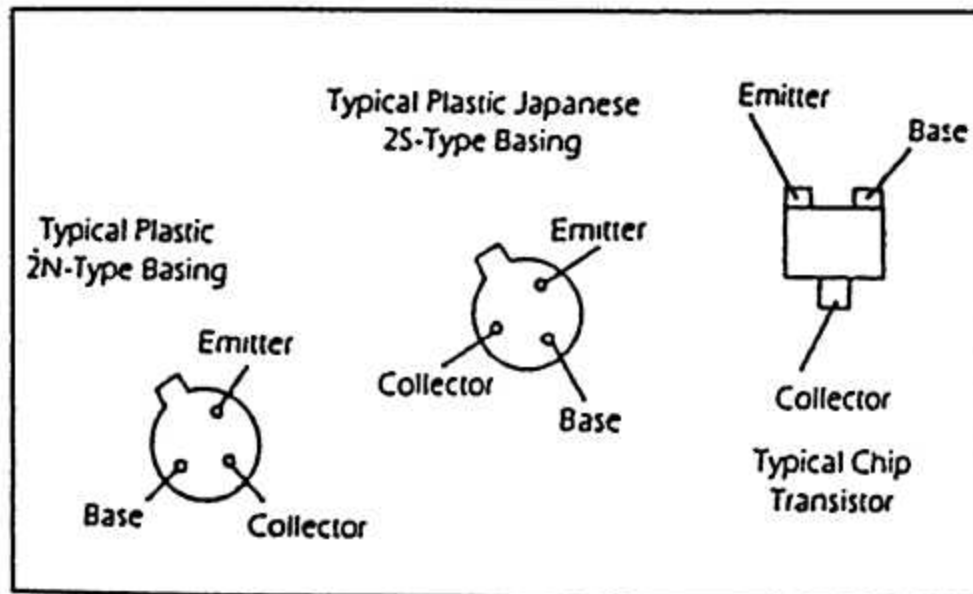 Typical Plastic Japanese
2S-Type Basing
Emitter
Base
Typical Plastic
2N-Type Basing
Emitter
Emitter
Collector
Base
Collector
Base
Collector
Typical Chip
Transistor